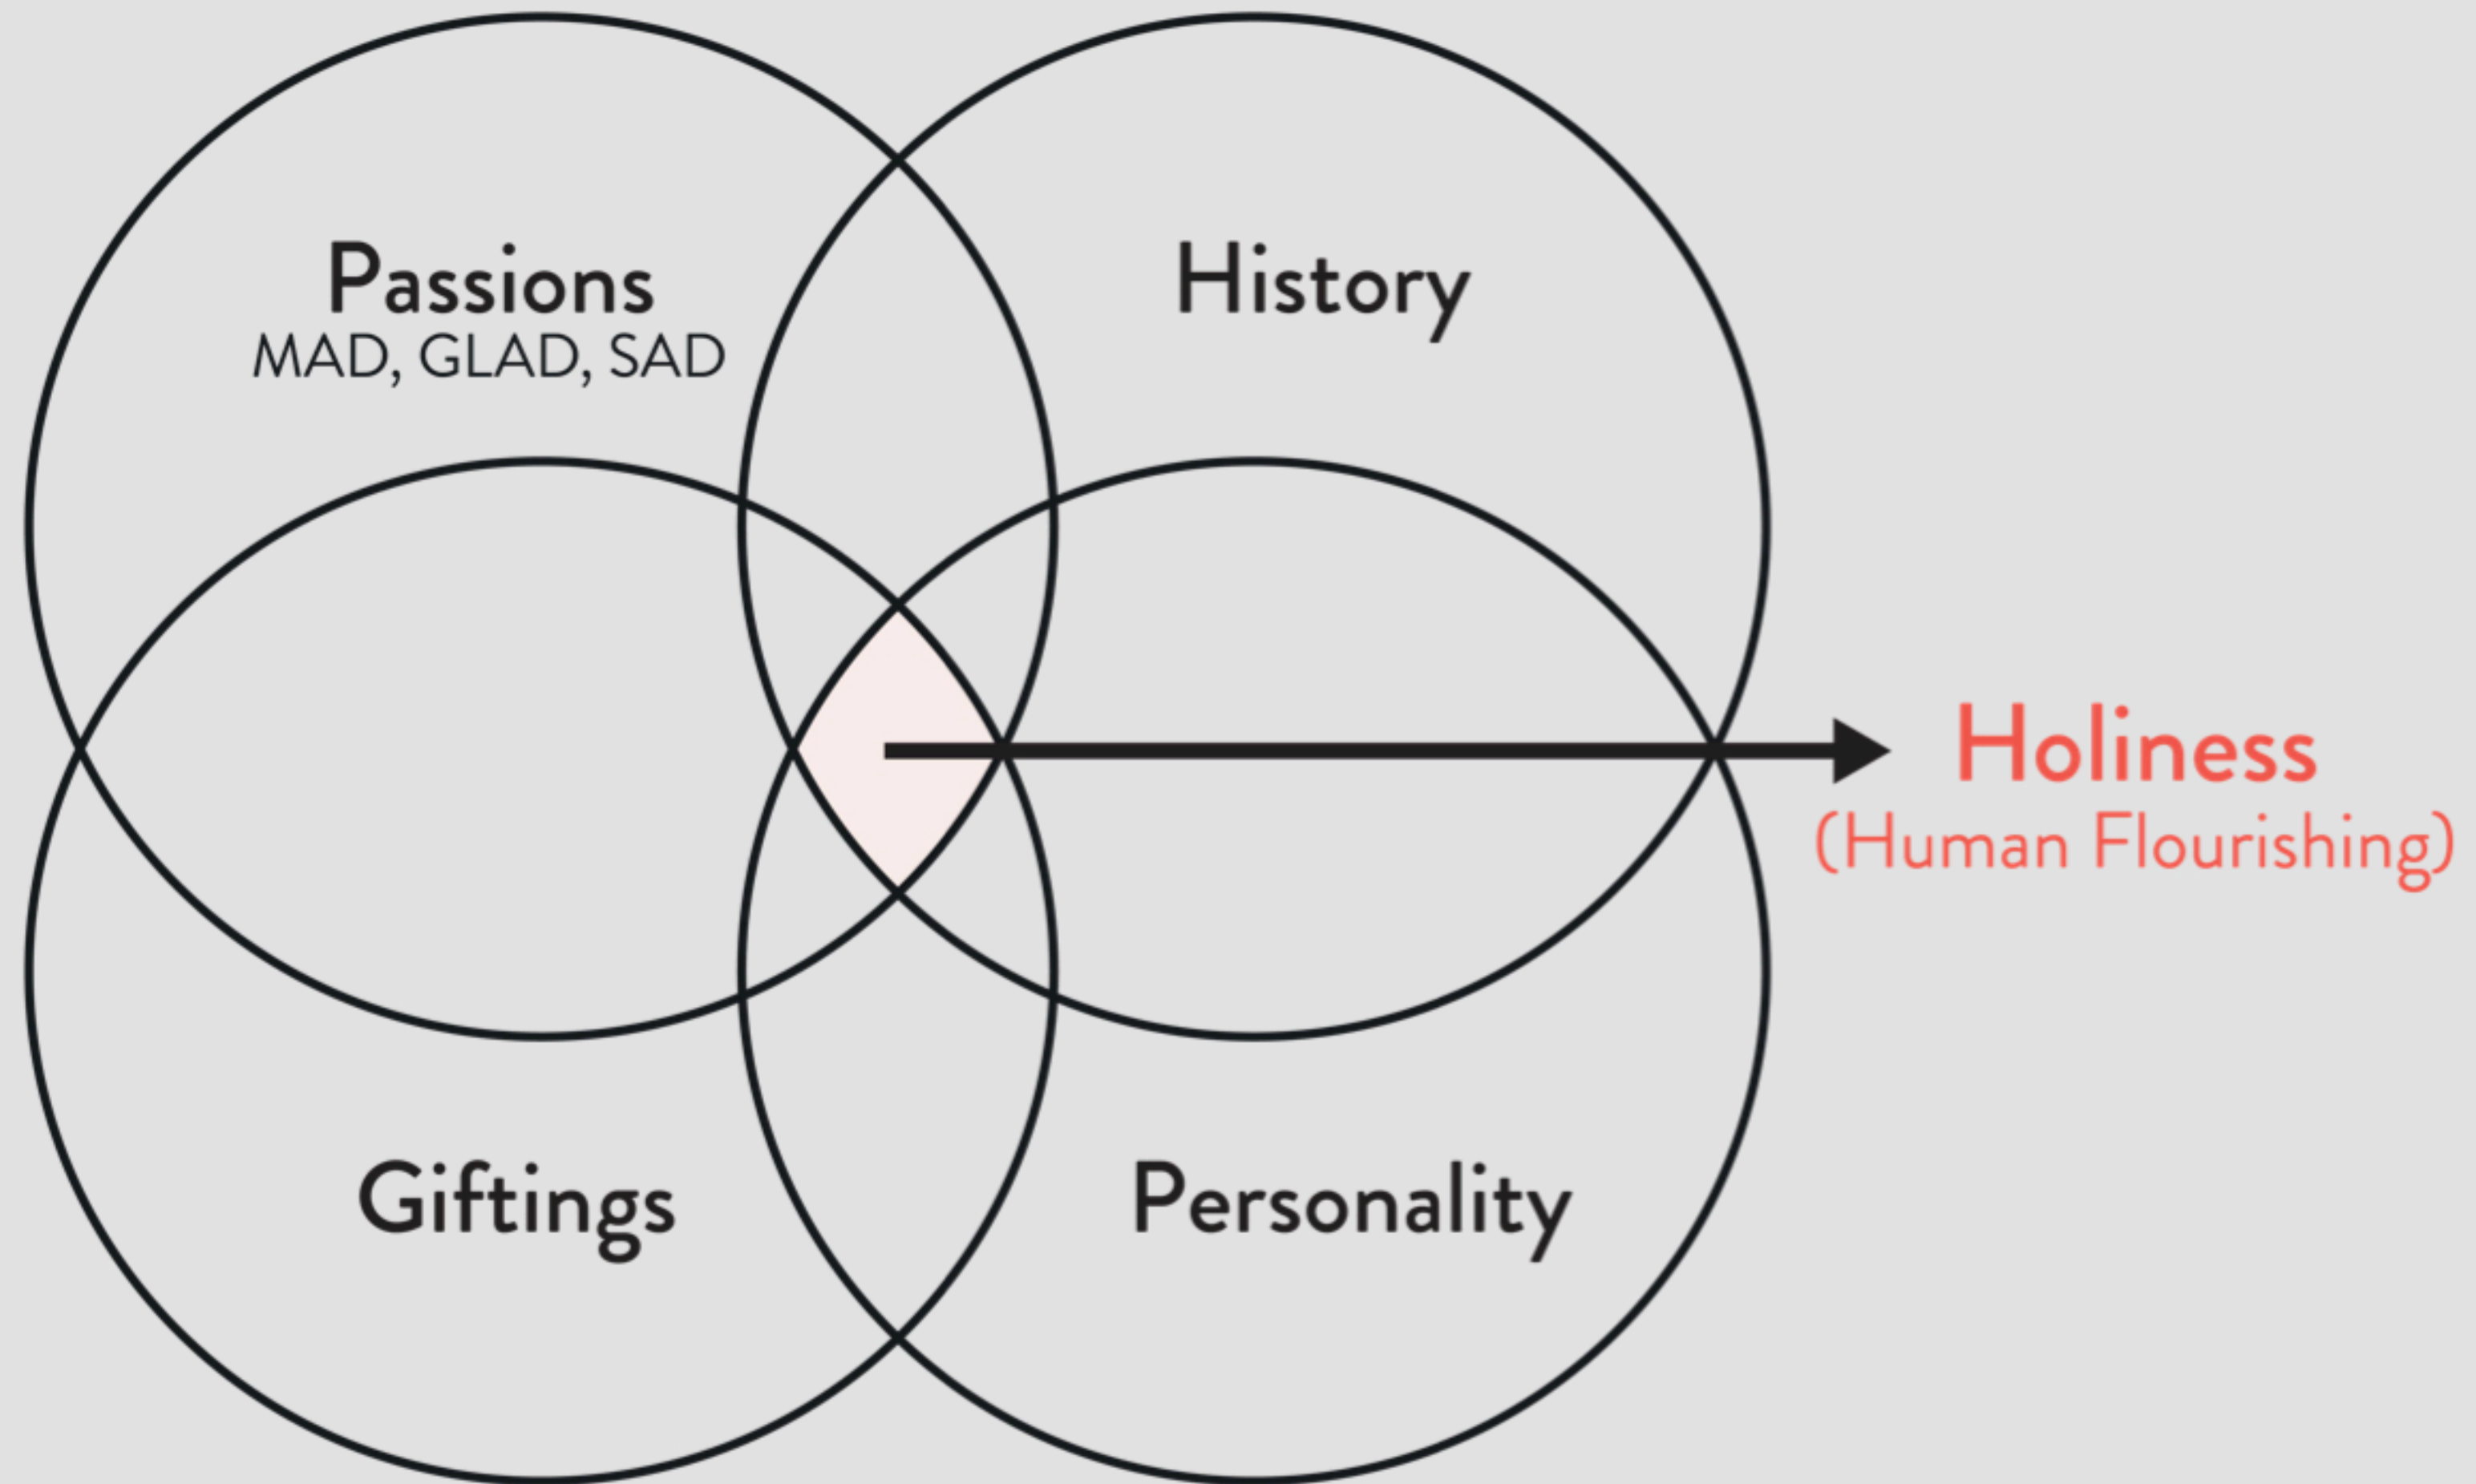 Passions
MAD, GLAD, SAD
History
Holiness
(Human Flourishing)
Giftings
Personality